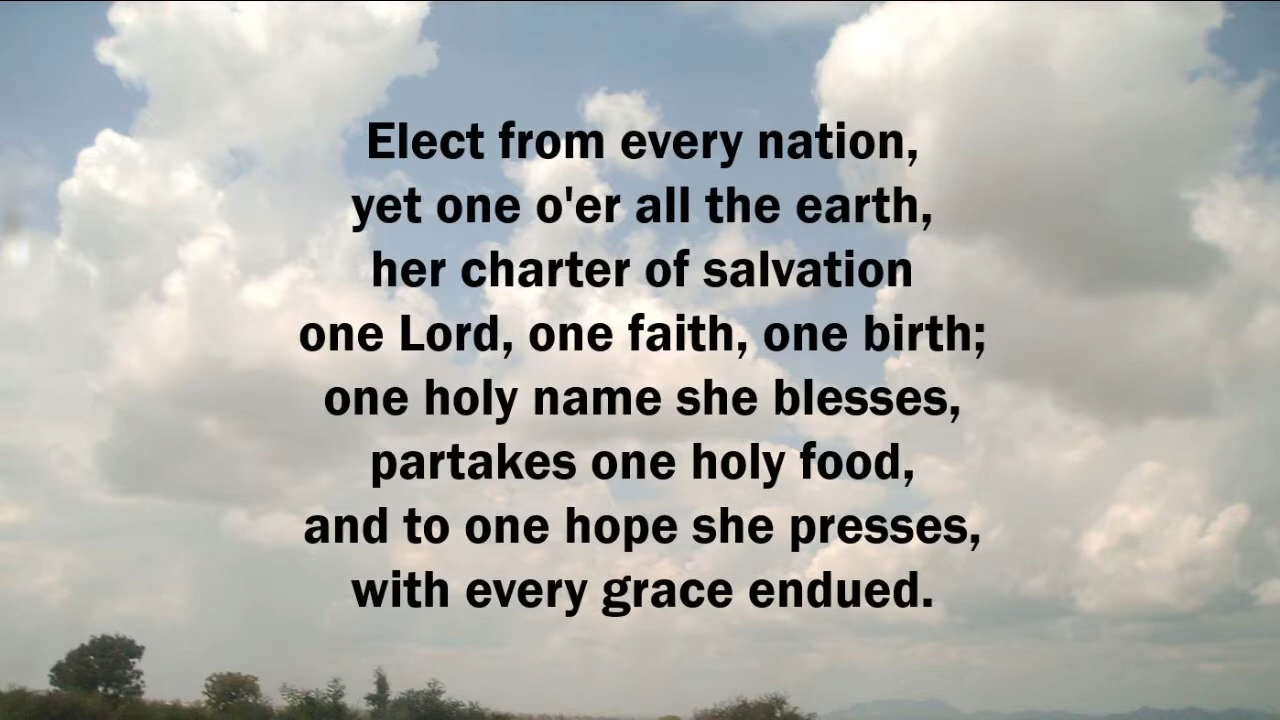 Elect from every nation,
yet one o'er all the earth,
her charter of salvation
one Lord, one faith, one birth;
one holy name she blesses,
partakes one holy food,
and to one hope she presses,
with every grace endued.